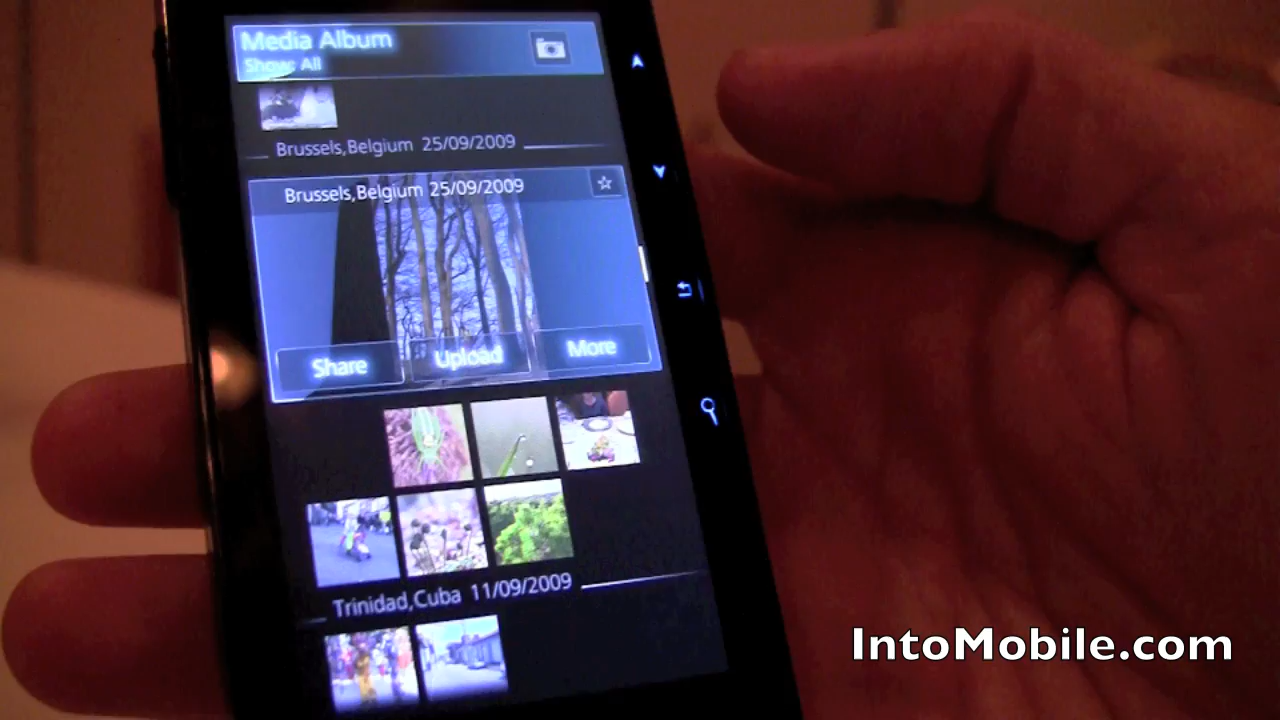 Media Album
Show: All
Brussels,Belgium 25/09/2009
Brussels,Belgium 25/09/2009
Share
Upload
More
Trinidad,Cuba 11/09/2009
IntoMobile.com